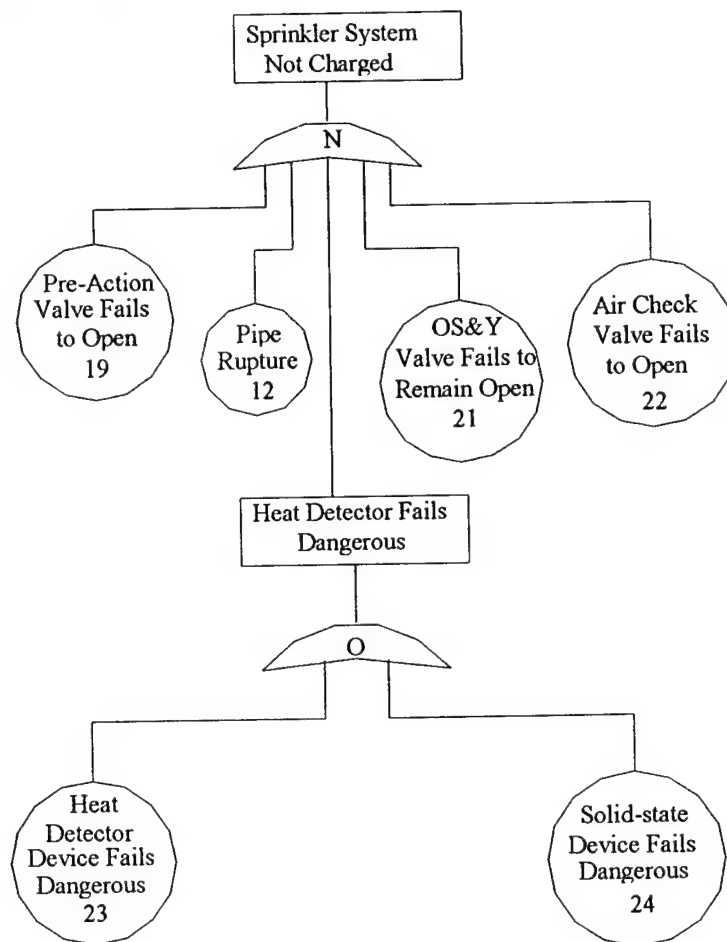 Sprinkler System
Not Charged
N
Pre-Action
Valve Fails
to Open
19
Pipe
Rupture
12
OS&Y
Valve Fails to
Remain Open
21
Air Check
Valve Fails
to Open
22
Heat Detector Fails
Dangerous
O
Heat
Detector
Device Fails
Dangerous
23
Solid-state
Device Fails
Dangerous
24